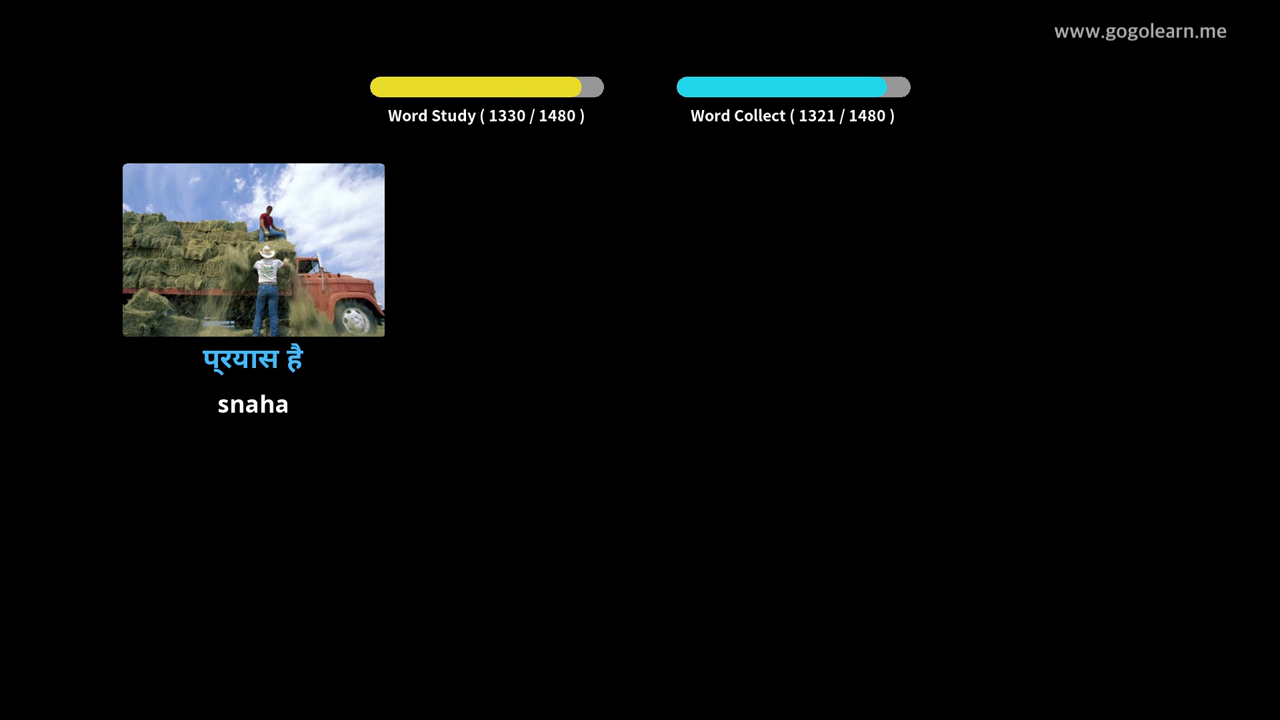 www.gogolearn.me
Word Study ( 1330 / 1480 )
Word Collect ( 1321 / 1480 )
प्रयास है
snaha